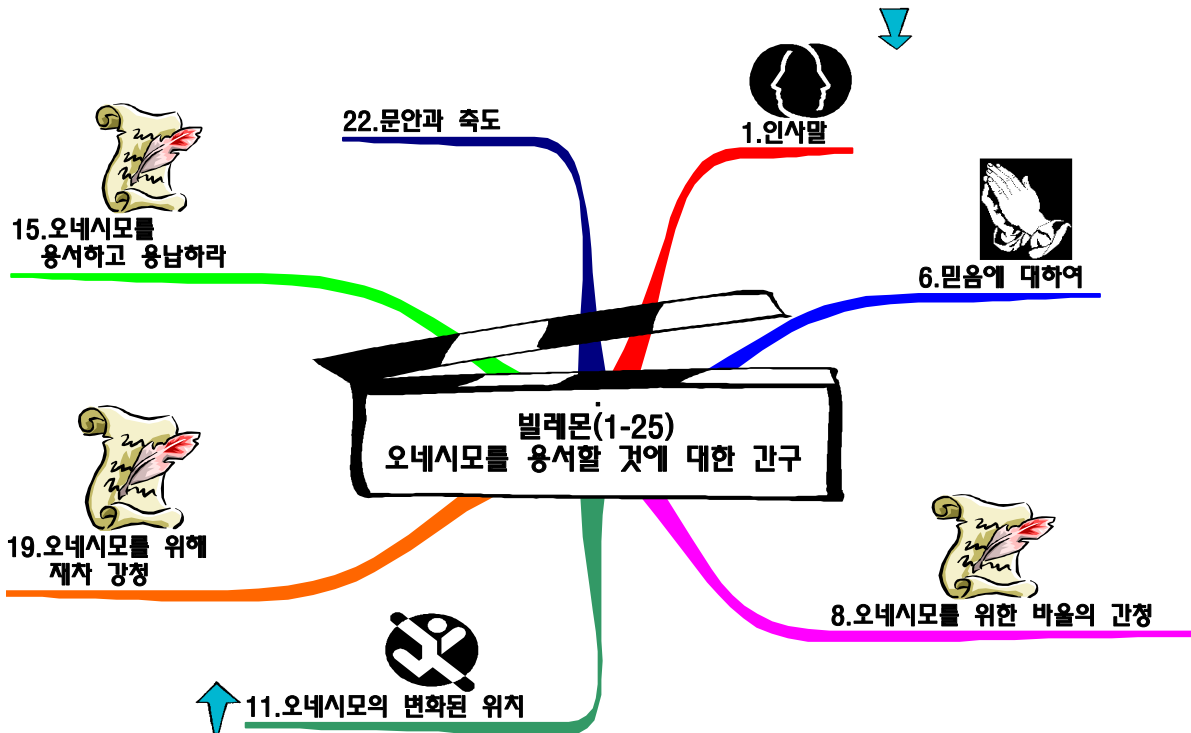 빌레몬(1-25)
오네시모를 용서할 것에 대한 간구
1.인사말
6.믿음에 대하여
8.오네시모를 위한 바울의 간청
11.오네시모의 변화된 위치
15.오네시모를
용서하고 용납하라
19.오네시모를 위해
재차 강청
22.문안과 축도